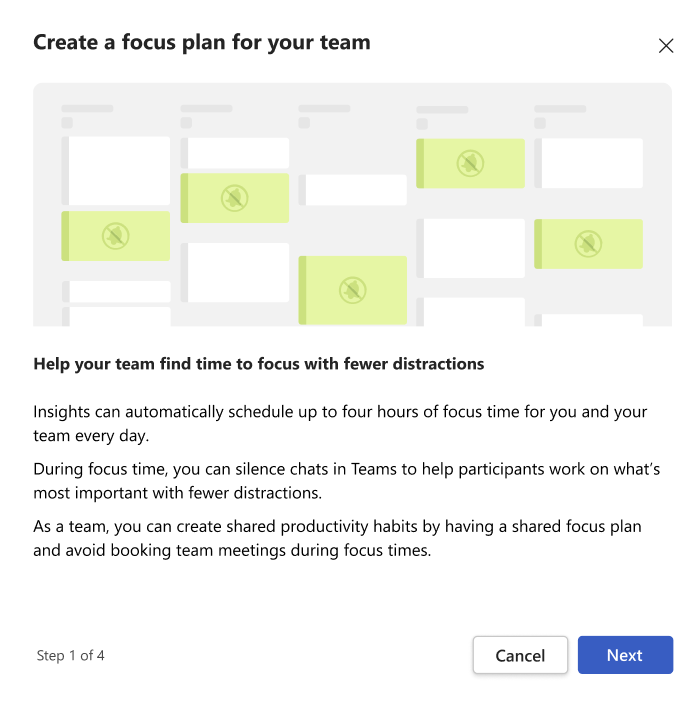 Create a focus plan for your team
Help your team find time to focus with fewer distractions
Insights can automatically schedule up to four hours of focus time for you and your
team every day.
During focus time, you can silence chats in Teams to help participants work on what’s
most important with fewer distractions.
As a team, you can create shared productivity habits by having a shared focus plan
and avoid booking team meetings during focus times.
Step 1 of 4
Cancel
Next